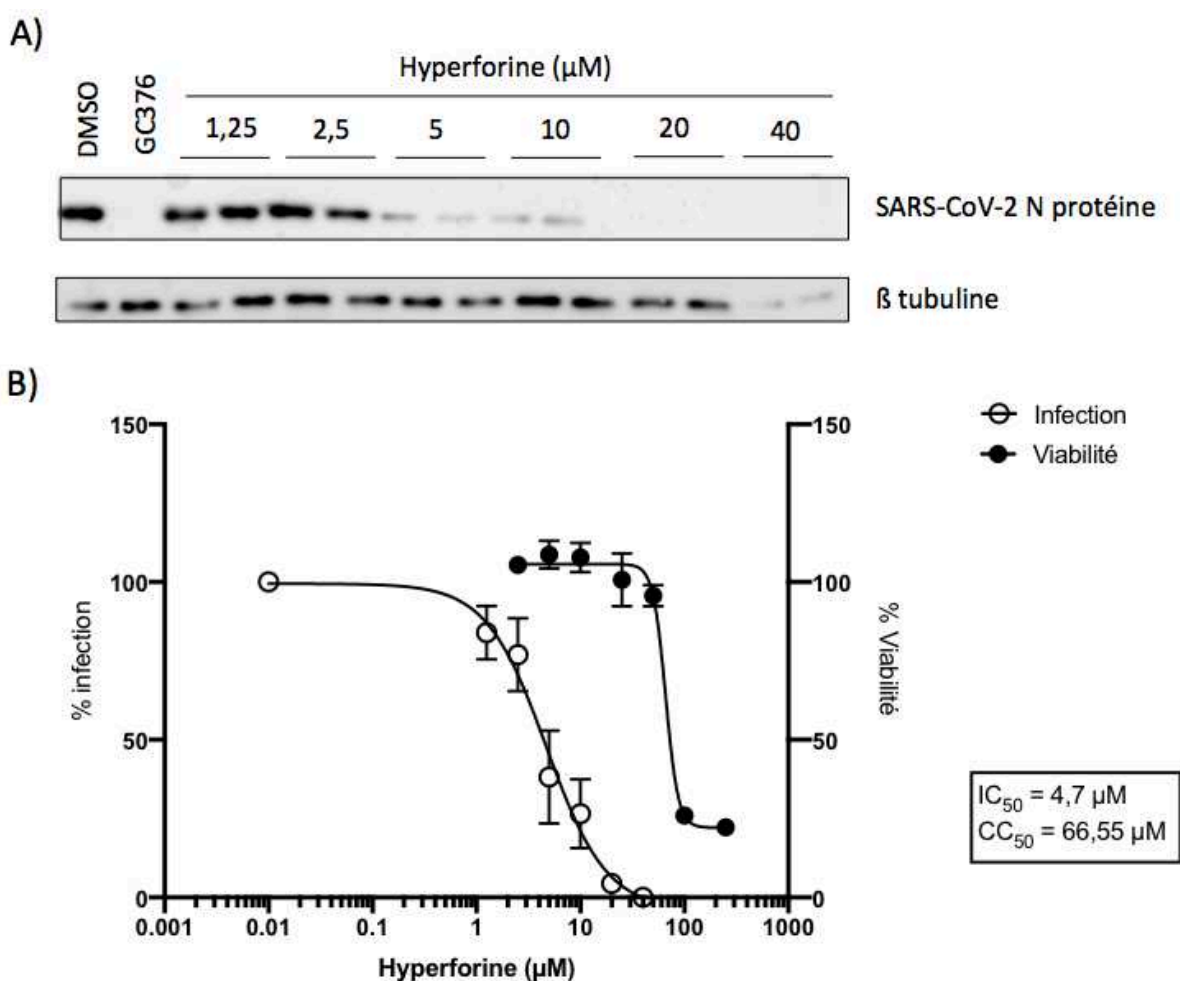 A)
Hyperforine (µM)
DMSO
GC376
1,25 2,5 5 10 20 40
SARS-CoV-2 N protéine
ß tubuline
B)
150 150
Infection
Viabilité
100 100
% infection
% Viabilité
50 50
IC50 = 4,7 µM
CC50 = 66,55 µM
0 0
0.001 0.01 0.1 1 10 100 1000
Hyperforine (µM)